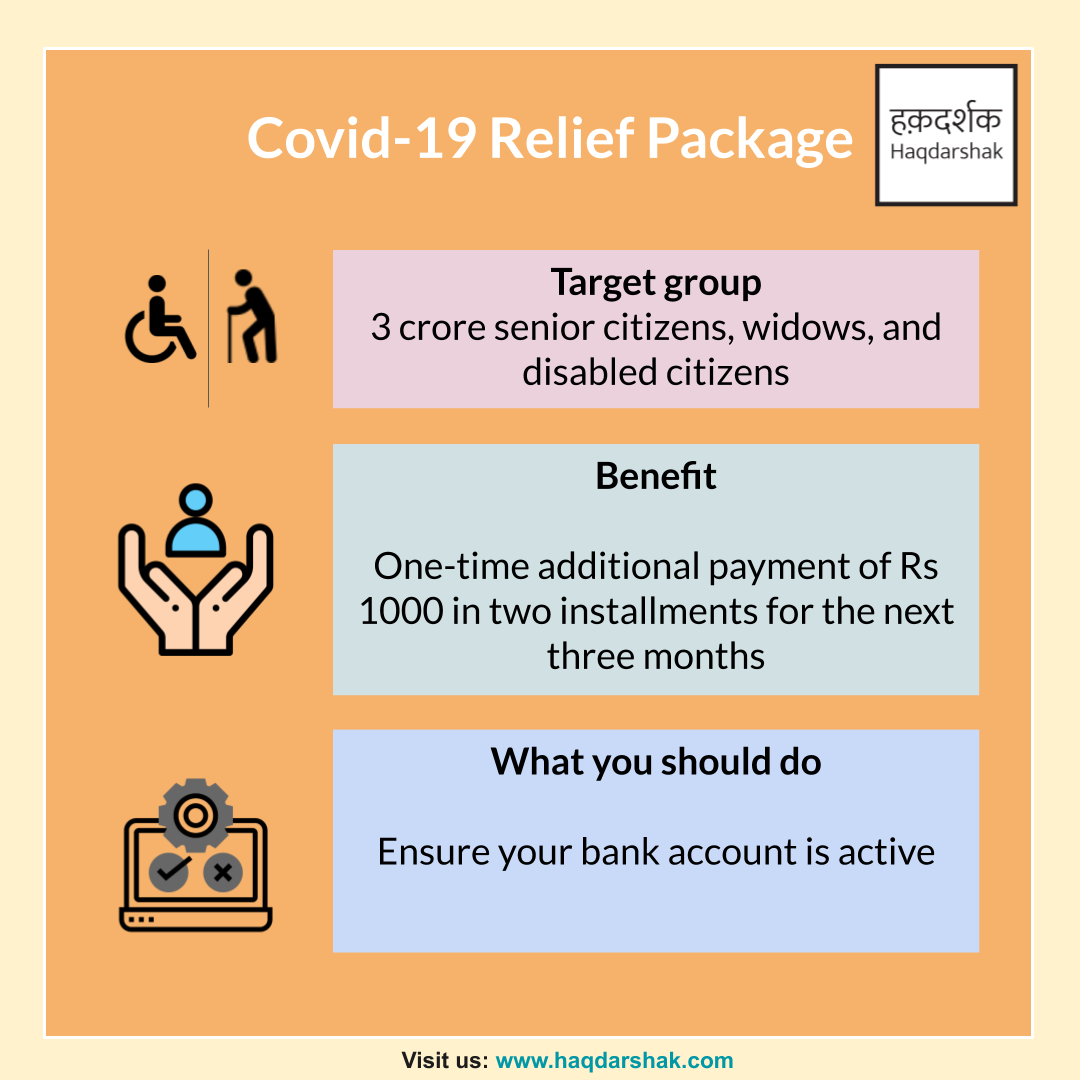 Covid-19 Relief Package
हक़दर्शक
Haqdarshak
Target group
3 crore senior citizens, widows, and
disabled citizens
Benefit
One-time additional payment of Rs
1000 in two installments for the next
three months
What you should do
Ensure your bank account is active
Visit us: www.haqdarshak.com